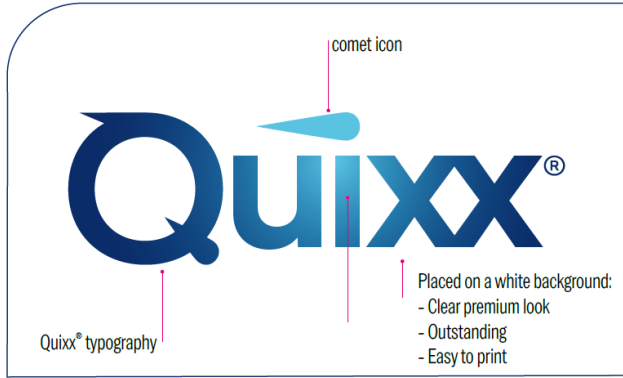 comet icon
Quixx®
Placed on a white background:
- Clear premium look
- Outstanding
- Easy to print
Quixx® typography